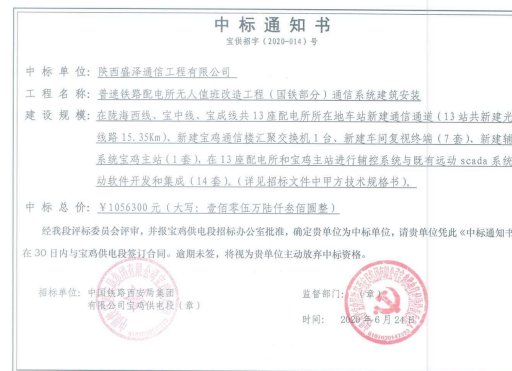 中标通知书
宝供招字(2020-014)号
中标单位:陕西盛泽通信工程有限公司
工程名称:普速铁路配电所无人值班改造工程(国铁部分)通信系统建筑安装
建设规模:在陇海西线、宝中线、宝成线共13座配电所所在地车站新建通信通道(13站共新建光
线路15.35Km)、新建宝鸡通信楼汇聚交换机1台、新建车间复视终端(7套)、新建辅
系统宝鸡主站(1套)、在13座配电所和宝鸡主站进行辅控系统与既有远动scada系统
动软件开发和集成(14套)。(详见招标文件中甲方技术规格书)。
中标总价:¥1056300元(大写:壹佰零伍万陆仟叁佰圆整)
经我段评标委员会评审,并报宝鸡供电段招标办公室批准,确定贵单位为中标单位,请贵单位凭此《中标通知书
在30日内与宝鸡供电段签订合同。逾期未签,将视为贵单位主动放弃中标资格。
招标单位:中国铁路西安局集团
有限公司宝鸡供电段(章)
监督部门:(章)
时间:2020年6月24日